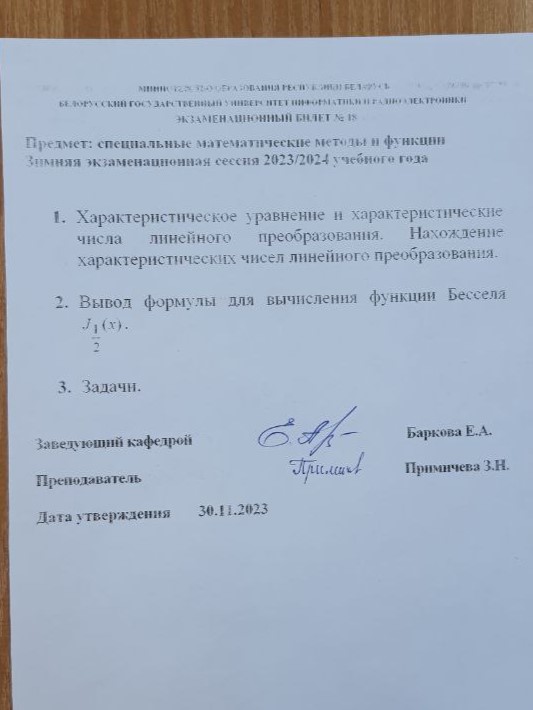 МИНИСТЕРСТВО ОБРАЗОВАНИЯ РЕСПУБЛИКИ БЕЛАРУСЬ
БЕЛОРУССКИЙ ГОСУДАРСТВЕННЫЙ УНИВЕРСИТЕТ ИНФОРМАТИКИ И РАДИОЭЛЕКТРОНИКИ
ЭКЗАМЕНАЦИОННЫЙ БИЛЕТ № 18
Предмет: специальные математические методы и функции
Зимняя экзаменационная сессия 2023/2024 учебного года
1. Характеристическое уравнение и характеристические
числа линейного преобразования. Нахождение
характеристических чисел линейного преобразования.
2. Вывод формулы для вычисления функции Бесселя
J_{1/2}(x).
3. Задачи.
Заведующий кафедрой Баркова Е.А.
Преподаватель Примич Примичева З.Н.
Дата утверждения 30.11.2023